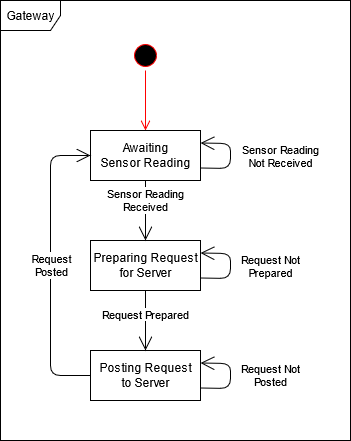 Gateway
Awaiting
Sensor Reading
Sensor Reading
Not Received
Sensor Reading
Received
Preparing Request
for Server
Request Not
Prepared
Request
Posted
Request Prepared
Posting Request
to Server
Request Not
Posted